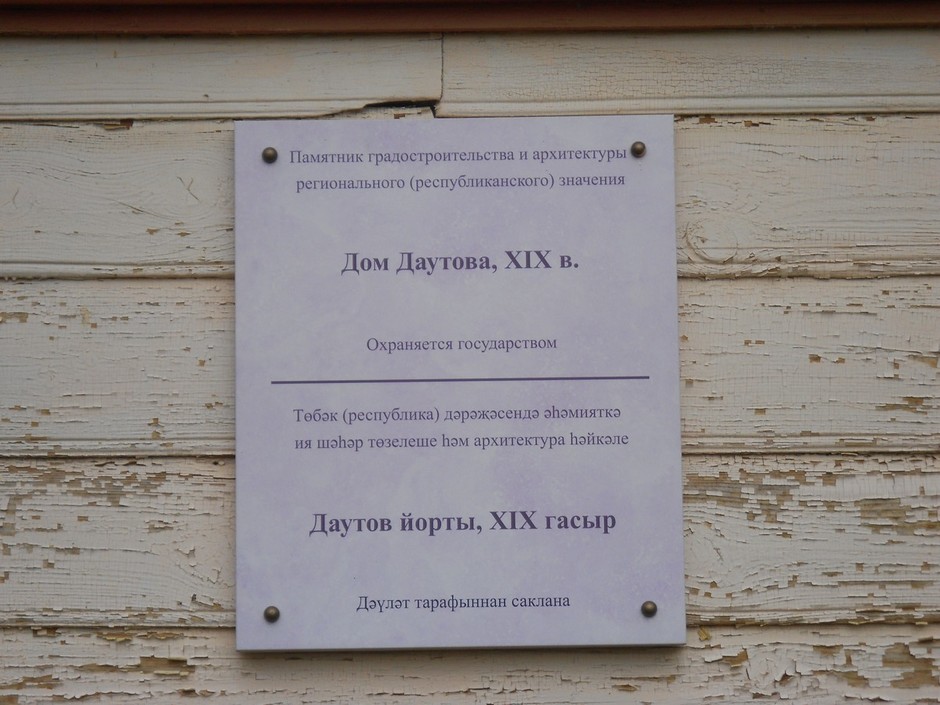 Памятник градостроительства и архитектуры
регионального (республиканского) значения
Дом Даутова, XIX в.
Охраняется государством
Төбәк (республика) дәрәҗәсендә әһәмияткә
ия шәһәр төзелеше һәм архитектура һәйкәле
Даутов йорты, XIX гасыр
Дәүләт тарафыннан саклана